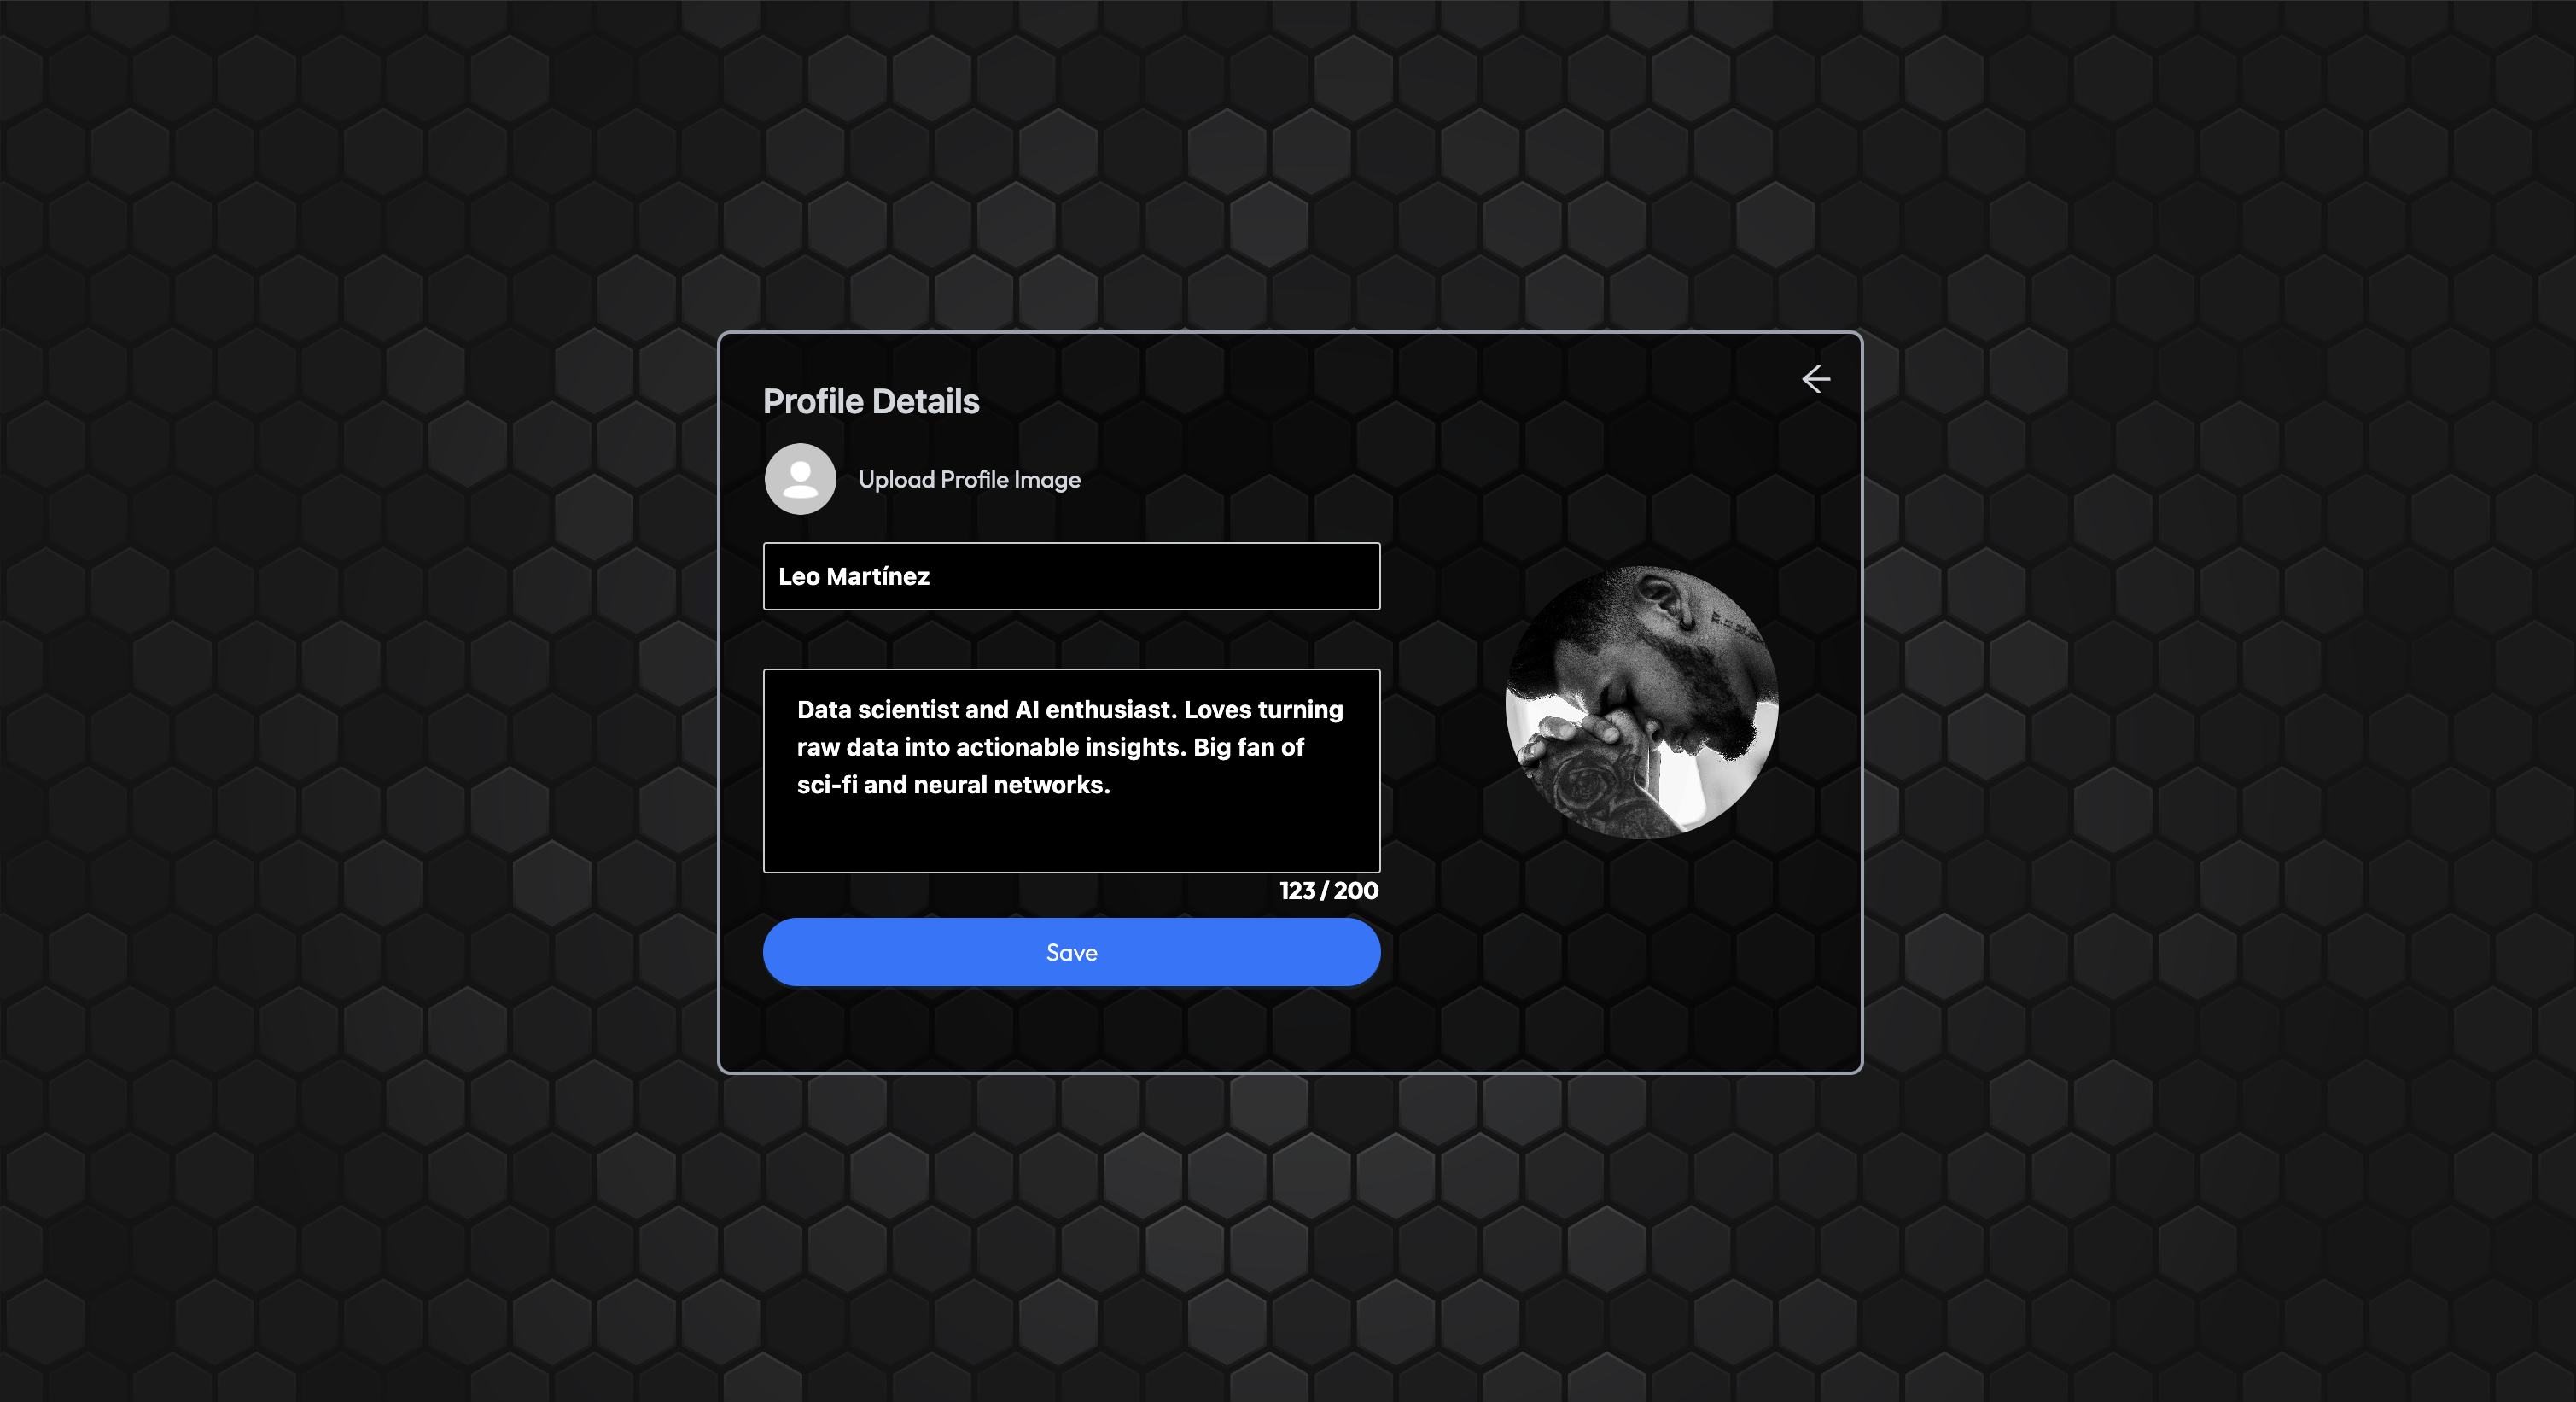 Profile Details
Upload Profile Image
Leo Martínez
Data scientist and AI enthusiast. Loves turning
raw data into actionable insights. Big fan of
sci-fi and neural networks.
123 / 200
Save